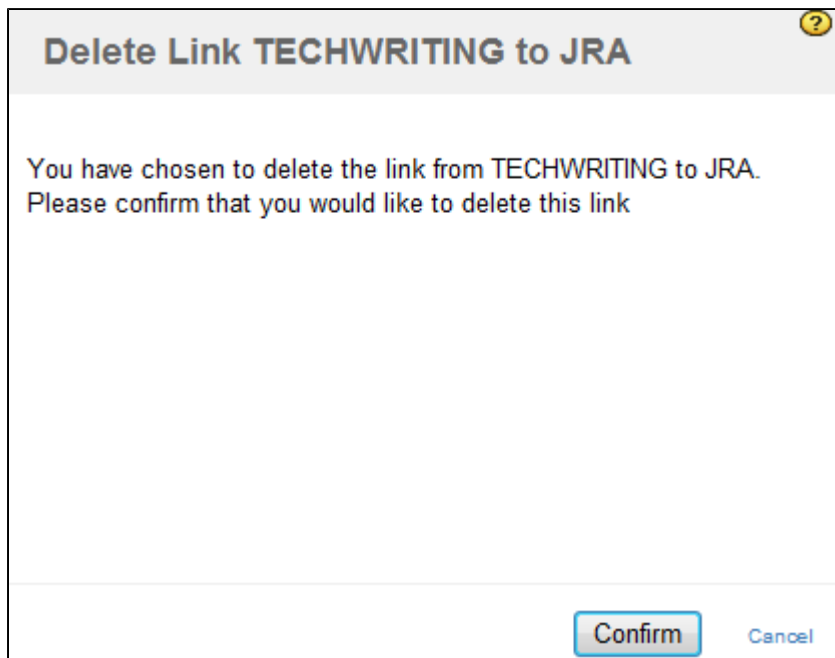 ?
Delete Link TECHWRITING to JRA
You have chosen to delete the link from TECHWRITING to JRA.
Please confirm that you would like to delete this link
Confirm
Cancel